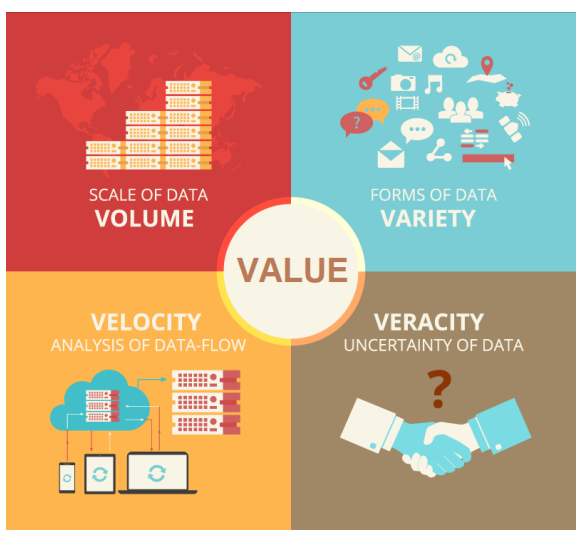 SCALE OF DATA
VOLUME
FORMS OF DATA
VARIETY
VALUE
VELOCITY
ANALYSIS OF DATA-FLOW
VERACITY
UNCERTAINTY OF DATA
?
?
@